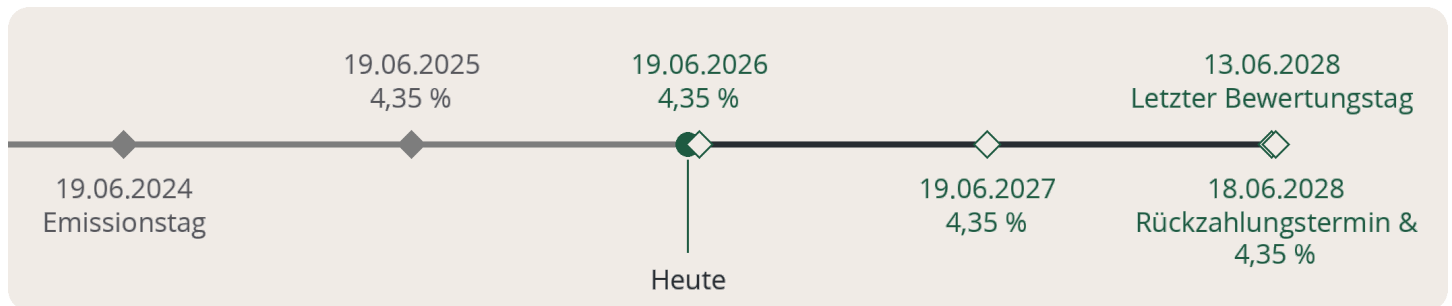 19.06.2025
4,35 %
19.06.2026
4,35 %
13.06.2028
Letzter Bewertungstag
19.06.2024
Emissionstag
19.06.2027
4,35 %
18.06.2028
Rückzahlungstermin &
4,35 %
Heute